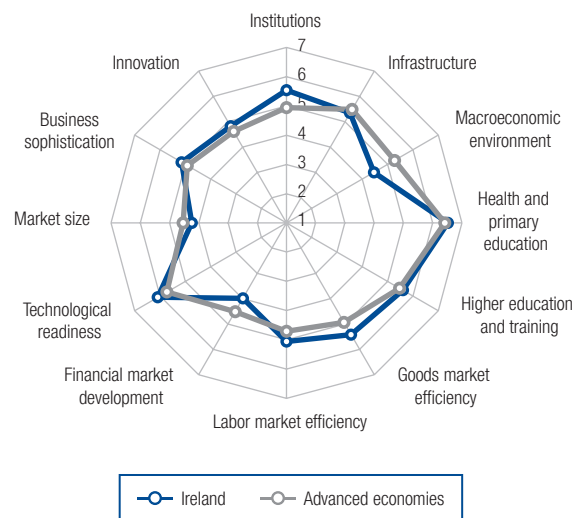 Institutions
7
6
5
4
3
2
1
Infrastructure
Macroeconomic
environment
Health and
primary
education
Higher education
and training
Goods market
efficiency
Labor market efficiency
Financial market
development
Technological
readiness
Market size
Business
sophistication
Innovation
Ireland
Advanced economies